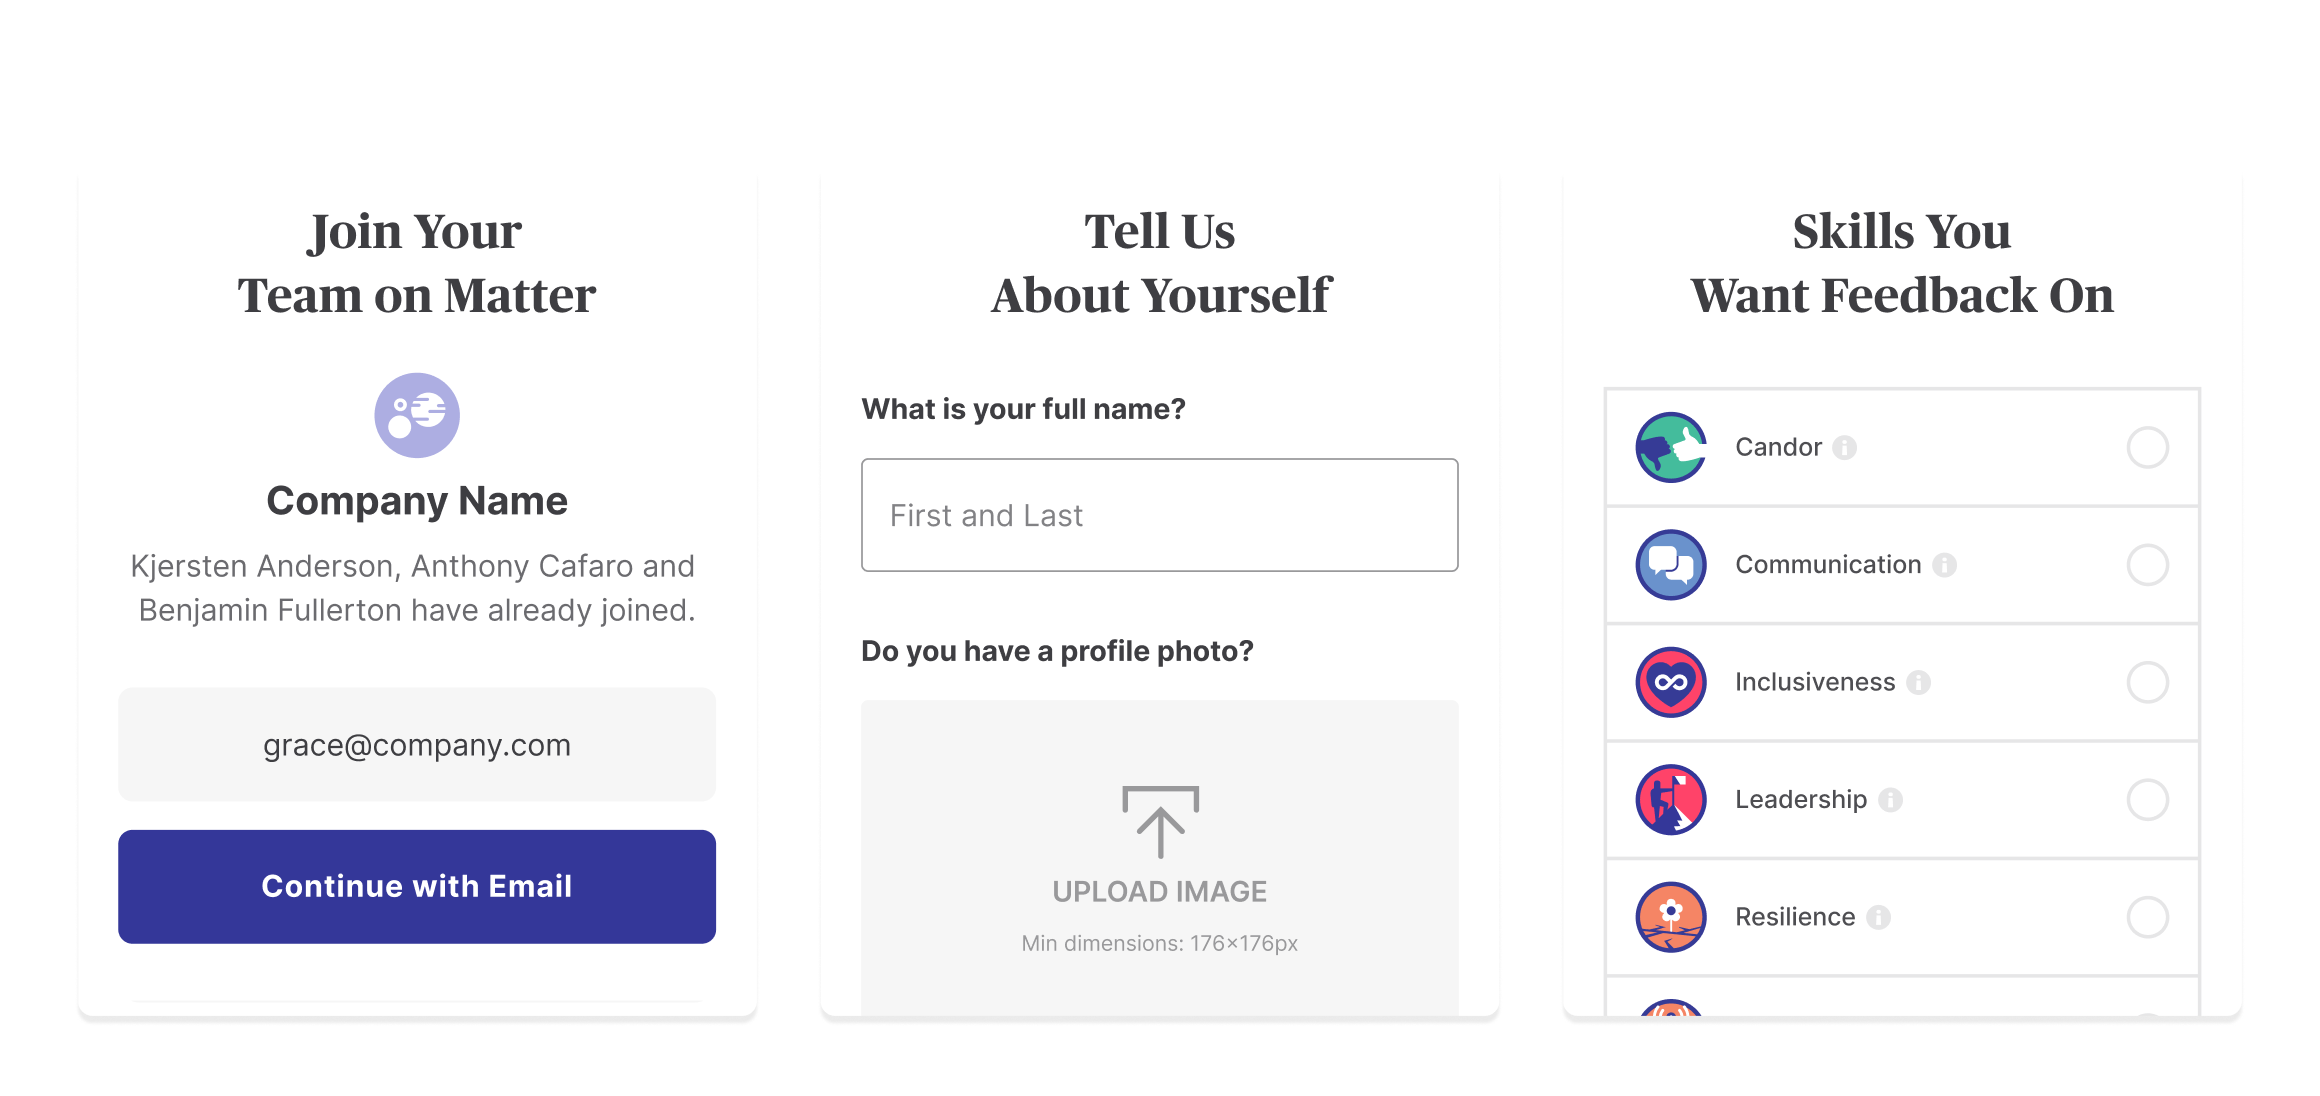 Join Your
Team on Matter
Company Name
Kjersten Anderson, Anthony Cafaro and
Benjamin Fullerton have already joined.
grace@company.com
Continue with Email
Tell Us
About Yourself
What is your full name?
First and Last
Do you have a profile photo?
UPLOAD IMAGE
Min dimensions: 176×176px
Skills You
Want Feedback On
Candor
Communication
Inclusiveness
Leadership
Resilience